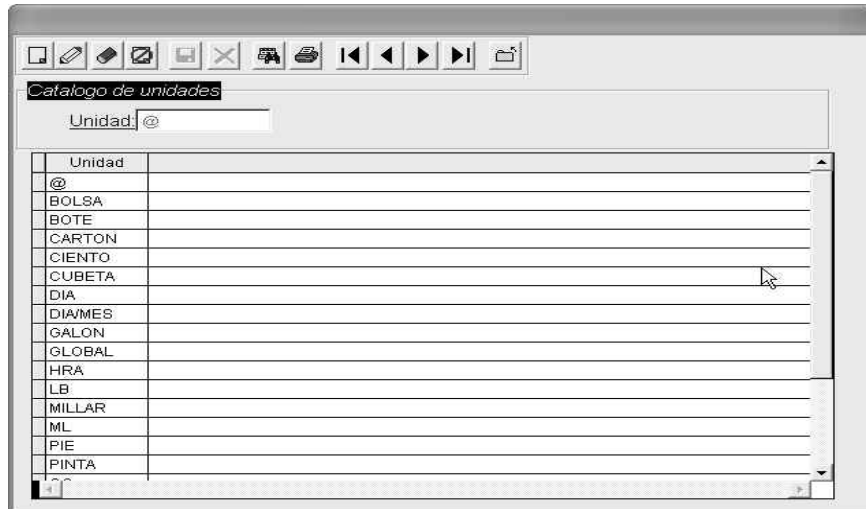 Catalogo de unidades
Unidad: @
Unidad
@
BOLSA
BOTE
CARTON
CIENTO
CUBETA
DIA
DIA/MES
GALON
GLOBAL
HRA
LB
MILLAR
ML
PIE
PINTA